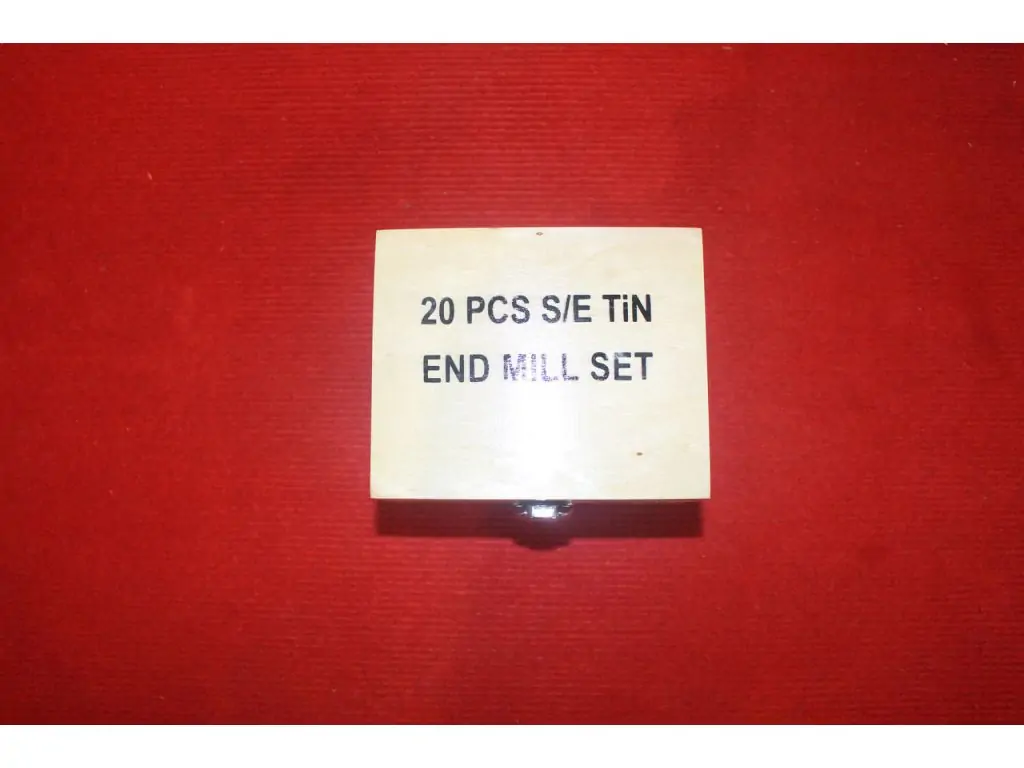 20 PCS S/E TiN
END MILL SET